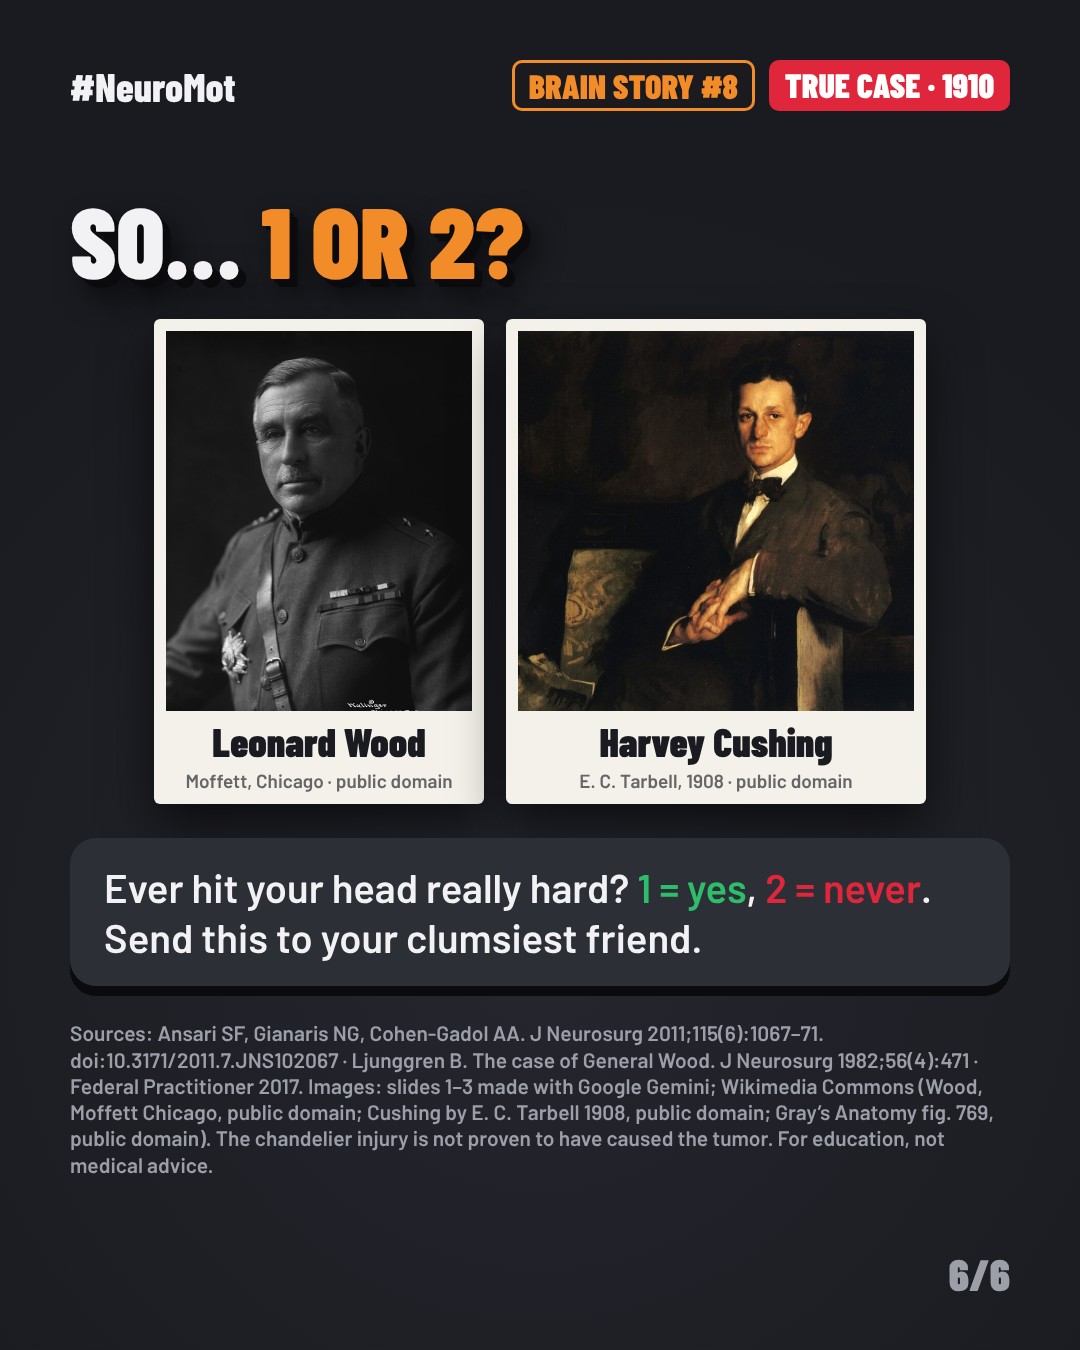 #NeuroMot
BRAIN STORY #8
TRUE CASE · 1910
SO... 1 OR 2?
Leonard Wood
Moffett, Chicago · public domain
Harvey Cushing
E. C. Tarbell, 1908 · public domain
Ever hit your head really hard? 1 = yes, 2 = never.
Send this to your clumsiest friend.
Sources: Ansari SF, Gianaris NG, Cohen-Gadol AA. J Neurosurg 2011;115(6):1067–71.
doi:10.3171/2011.7.JNS102067 · Ljunggren B. The case of General Wood. J Neurosurg 1982;56(4):471 ·
Federal Practitioner 2017. Images: slides 1–3 made with Google Gemini; Wikimedia Commons (Wood,
Moffett Chicago, public domain; Cushing by E. C. Tarbell 1908, public domain; Gray’s Anatomy fig. 769,
public domain). The chandelier injury is not proven to have caused the tumor. For education, not
medical advice.
6/6